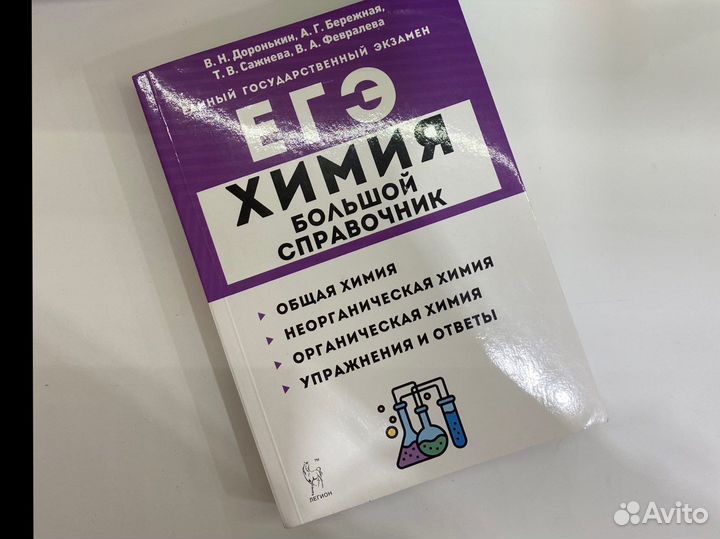 В. Н. Доронькин, А. Г. Бережная,
Т. В. Сажнева, В. А. Февралева
ЕДИНЫЙ ГОСУДАРСТВЕННЫЙ ЭКЗАМЕН
ЕГЭ
ХИМИЯ
БОЛЬШОЙ
СПРАВОЧНИК
ОБЩАЯ ХИМИЯ
НЕОРГАНИЧЕСКАЯ ХИМИЯ
ОРГАНИЧЕСКАЯ ХИМИЯ
УПРАЖНЕНИЯ И ОТВЕТЫ
ЛЕГИОН
Avito